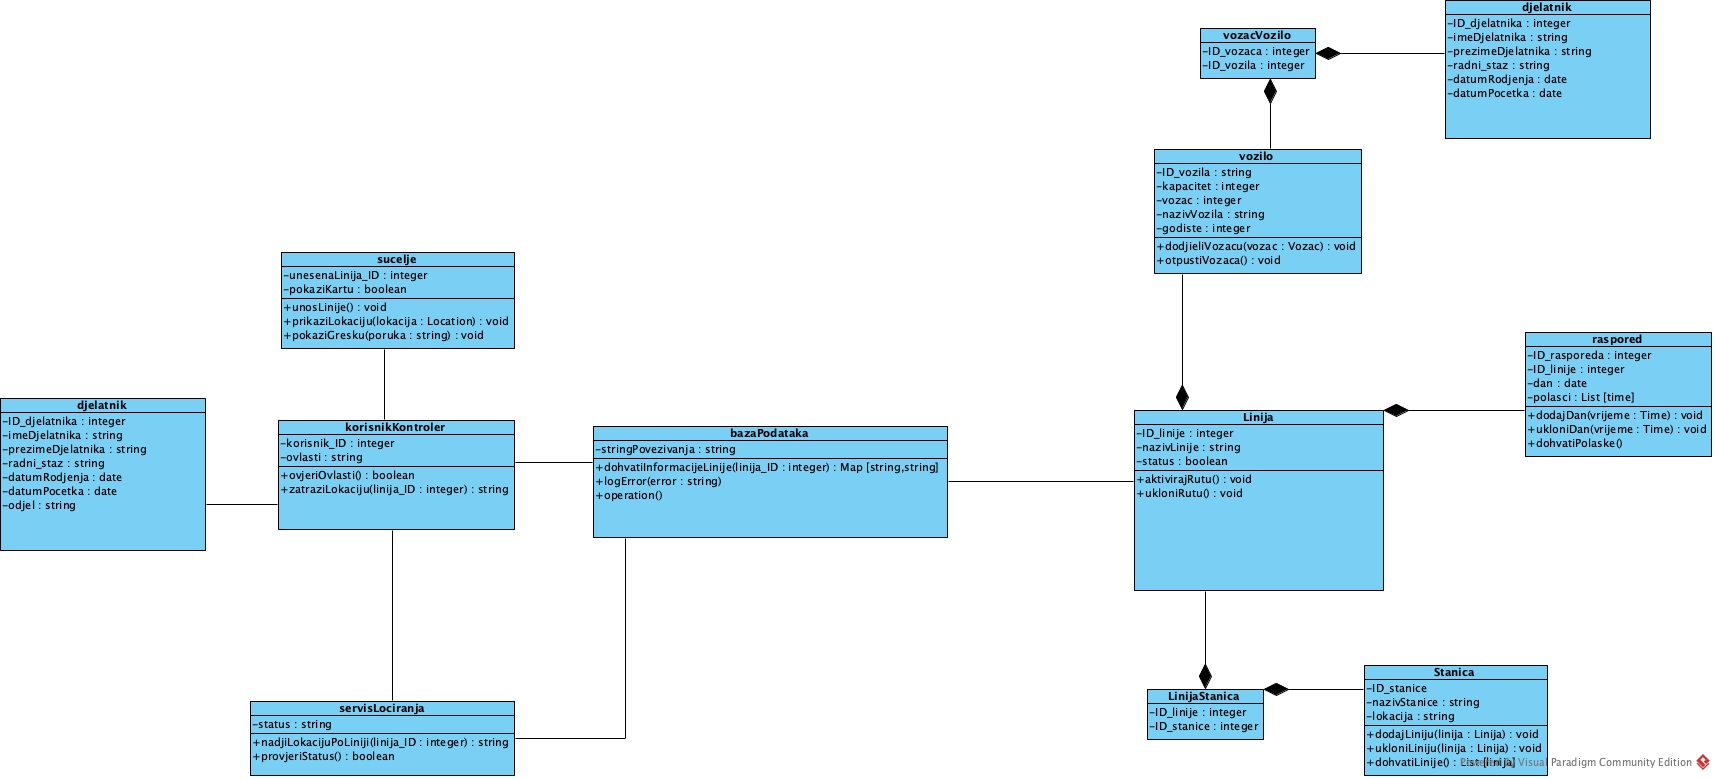 djelatnik
-ID_djelatnika : integer
-imeDjelatnika : string
-prezimeDjelatnika : string
-radni_staz : string
-datumRodjenja : date
-datumPocetka : date
vozacVozilo
-ID_vozaca : integer
-ID_vozila : integer
vozilo
-ID_vozila : string
-kapacitet : integer
-vozac : integer
-nazivVozila : string
-godiste : integer
+dodjieliVozacu(vozac : Vozac) : void
+otpustiVozaca() : void
sucelje
-unesenaLinija_ID : integer
-pokaziKartu : boolean
+unosLinije() : void
+prikaziLokaciju(lokacija : Location) : void
+pokaziGresku(poruka : string) : void
raspored
-ID_rasporeda : integer
-ID_linije : integer
-dan : date
-polasci : List [time]
+dodajDan(vrijeme : Time) : void
+ukloniDan(vrijeme : Time) : void
+dohvatiPolaske()
djelatnik
-ID_djelatnika : integer
-imeDjelatnika : string
-prezimeDjelatnika : string
-radni_staz : string
-datumRodjenja : date
-datumPocetka : date
-odjel : string
korisnikKontroler
-korisnik_ID : integer
-ovlasti : string
+ovjeriOvlasti() : boolean
+zatraziLokaciju(linija_ID : integer) : string
bazaPodataka
-stringPovezivanja : string
+dohvatiInformacijeLinije(linija_ID : integer) : Map [string,string]
+logError(error : string)
+operation()
Linija
-ID_linije : integer
-nazivLinije : string
-status : boolean
+aktivirajRutu() : void
+ukloniRutu() : void
servisLociranja
-status : string
+nadjiLokacijuPoLiniji(linija_ID : integer) : string
+provjeriStatus() : boolean
LinijaStanica
-ID_linije : integer
-ID_stanice : integer
Stanica
-ID_stanice
-nazivStanice : string
-lokacija : string
+dodajLiniju(linija : Linija) : void
+ukloniLiniju(linija : Linija) : void
+dohvatiLinije() : List [linija]
Powered By Visual Paradigm Community Edition